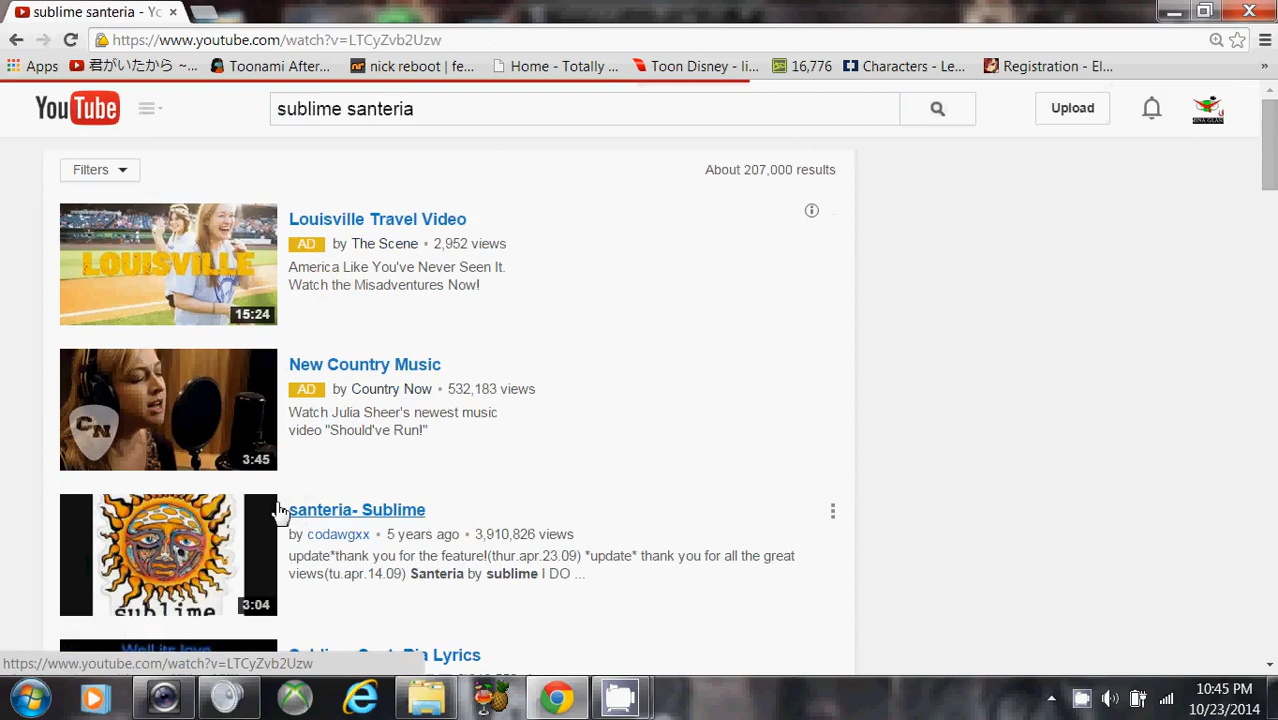 sublime santeria - Yo
https://www.youtube.com/watch?v=LTCyZvb2Uzw
Apps 君がいたから ~... Toonami After... nick reboot | fe... Home - Totally ... Toon Disney - li... 16,776 Characters - Le... Registration - El... »
YouTube sublime santeria Upload
Filters About 207,000 results
LOUISVILLE
15:24
Louisville Travel Video
AD by The Scene • 2,952 views
America Like You've Never Seen It.
Watch the Misadventures Now!
CN
3:45
New Country Music
AD by Country Now • 532,183 views
Watch Julia Sheer's newest music
video "Should've Run!"
sublime
3:04
santeria- Sublime
by codawgxx • 5 years ago • 3,910,826 views
update*thank you for the feature!(thur.apr.23.09) *update* thank you for all the great
views(tu.apr.14.09) Santeria by sublime I DO ...
Well its love
Lyrics
https://www.youtube.com/watch?v=LTCyZvb2Uzw
10:45 PM
10/23/2014